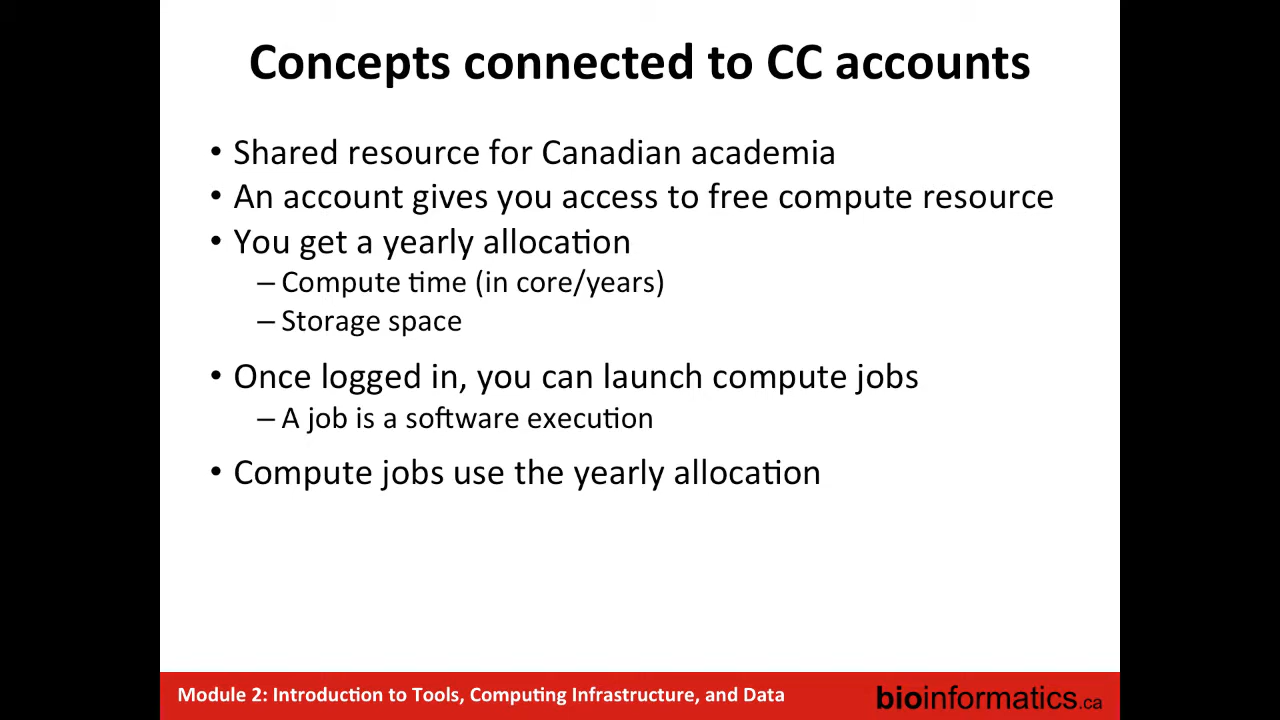 Concepts connected to CC accounts
• Shared resource for Canadian academia
• An account gives you access to free compute resource
• You get a yearly allocation
– Compute time (in core/years)
– Storage space
• Once logged in, you can launch compute jobs
– A job is a software execution
• Compute jobs use the yearly allocation
Module 2: Introduction to Tools, Computing Infrastructure, and Data
bioinformatics.ca